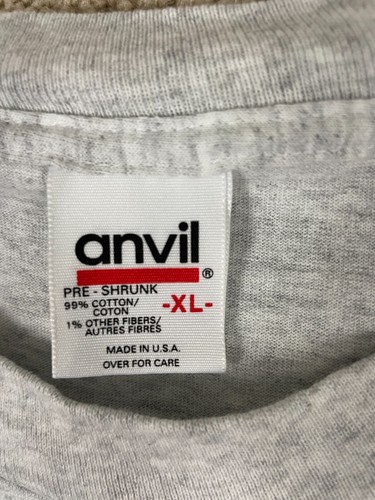 anvil
®
PRE - SHRUNK
99% COTTON/
COTON
-XL-
1% OTHER FIBERS/
AUTRES FIBRES
MADE IN U.S.A.
OVER FOR CARE